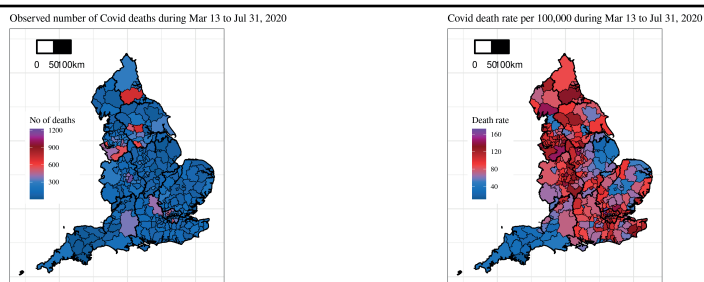 Observed number of Covid deaths during Mar 13 to Jul 31, 2020
0 50100km
No of deaths
1200
900
600
300
Covid death rate per 100,000 during Mar 13 to Jul 31, 2020
0 50100km
Death rate
160
120
80
40